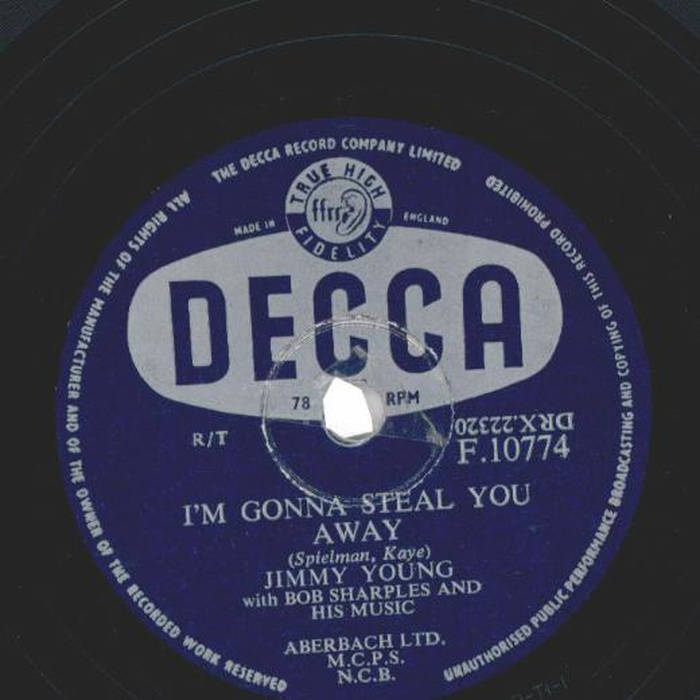 ALL RIGHTS OF THE MANUFACTURER AND OF THE OWNER OF THE RECORDED WORK RESERVED
THE DECCA RECORD COMPANY LIMITED
UNAUTHORISED PUBLIC PERFORMANCE BROADCASTING AND COPYING OF THIS RECORD PROHIBITED
TRUE HIGH
ffrr
FIDELITY
MADE IN ENGLAND
DECCA
78 RPM
R/T
DRX.22320
F.10774
I'M GONNA STEAL YOU
AWAY
(Spielman, Kaye)
JIMMY YOUNG
with BOB SHARPLES AND
HIS MUSIC
ABERBACH LTD.
M.C.P.S.
N.C.B.